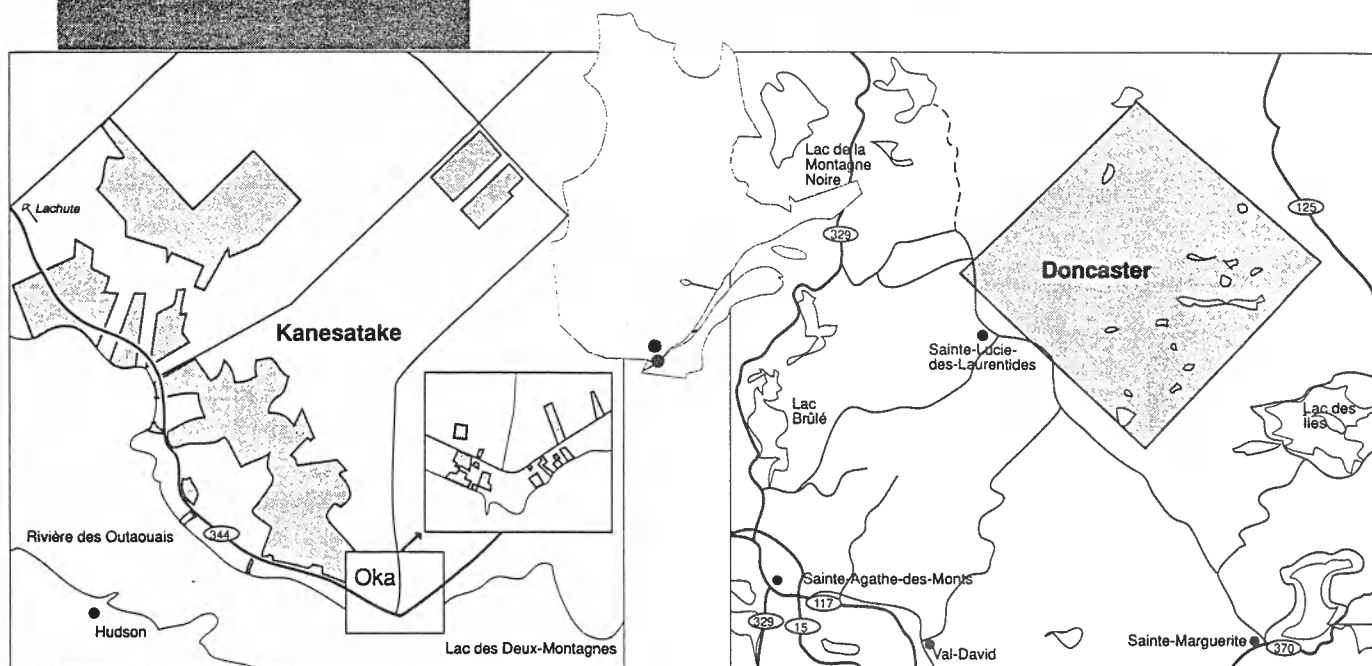 Lachute
Kanesatake
Rivière des Outaouais
344
Oka
Hudson
Lac des Deux-Montagnes
Lac de la
Montagne
Noire
329
125
Doncaster
Sainte-Lucie-
des-Laurentides
Lac
Brûlé
Lac des
Iles
Sainte-Agathe-des-Monts
117
329
15
Val-David
Sainte-Marguerite
370